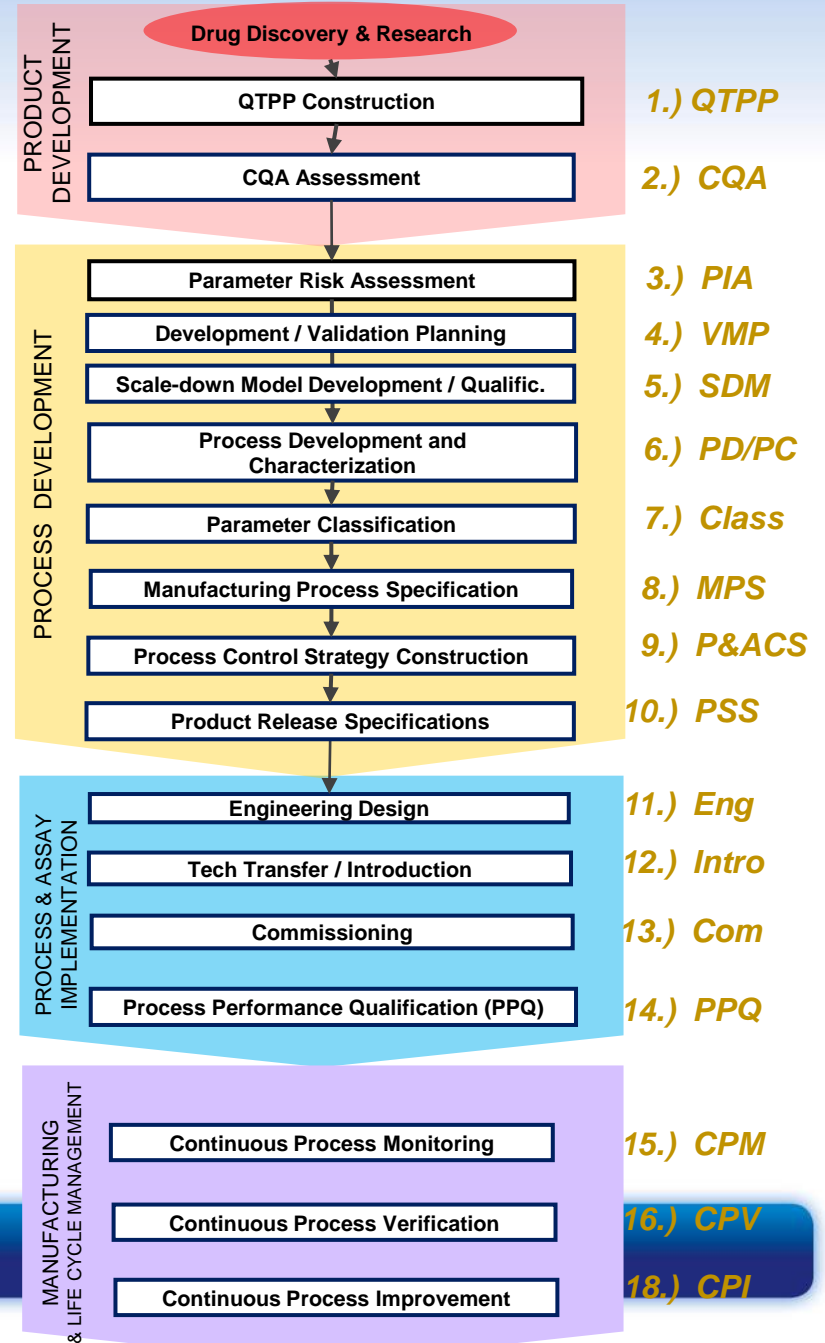 PRODUCT
DEVELOPMENT
Drug Discovery & Research
QTPP Construction
1.) QTPP
CQA Assessment
2.) CQA
PROCESS DEVELOPMENT
Parameter Risk Assessment
3.) PIA
Development / Validation Planning
4.) VMP
Scale-down Model Development / Qualific.
5.) SDM
Process Development and
Characterization
6.) PD/PC
Parameter Classification
7.) Class
Manufacturing Process Specification
8.) MPS
Process Control Strategy Construction
9.) P&ACS
Product Release Specifications
10.) PSS
PROCESS & ASSAY
IMPLEMENTATION
Engineering Design
11.) Eng
Tech Transfer / Introduction
12.) Intro
Commissioning
13.) Com
Process Performance Qualification (PPQ)
14.) PPQ
MANUFACTURING
& LIFE CYCLE MANAGEMENT
Continuous Process Monitoring
15.) CPM
Continuous Process Verification
16.) CPV
Continuous Process Improvement
18.) CPI